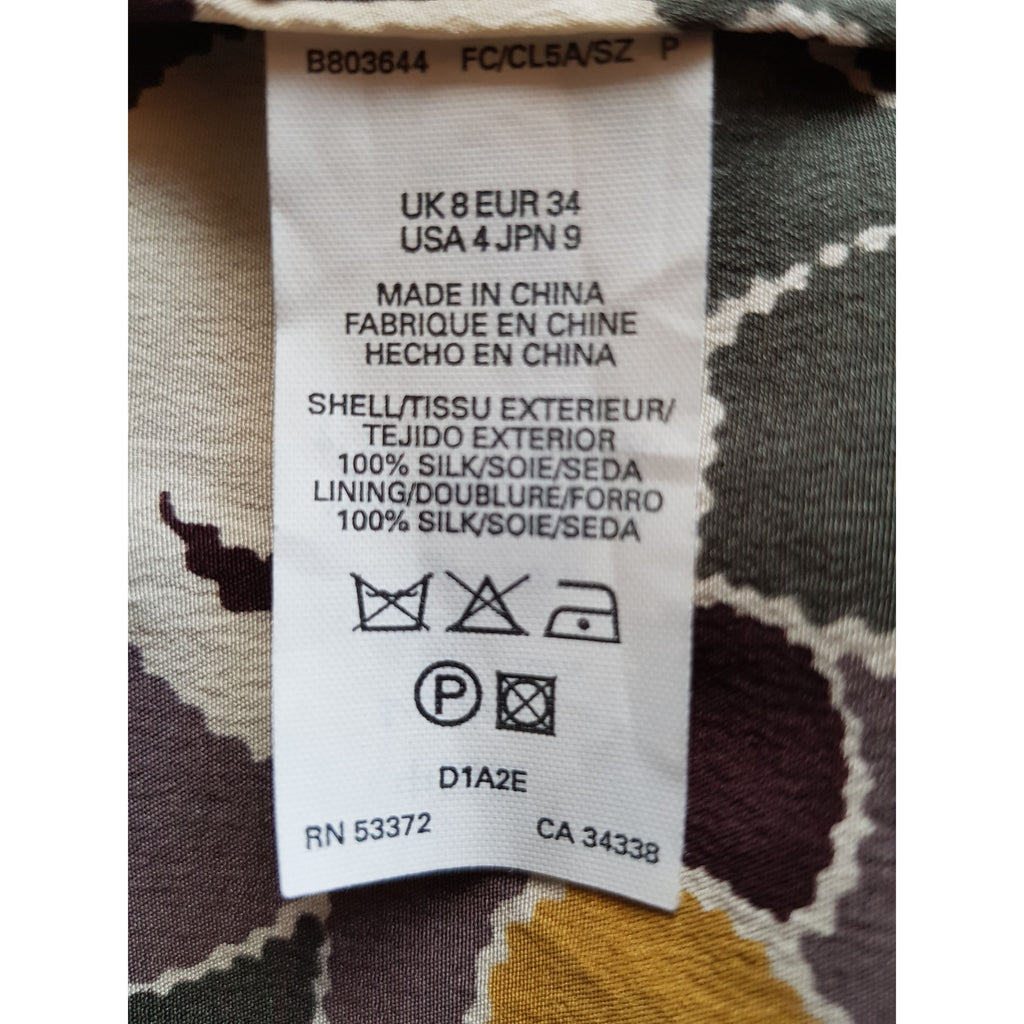 B803644 FC/CL5A/SZ P
UK 8 EUR 34
USA 4 JPN 9
MADE IN CHINA
FABRIQUE EN CHINE
HECHO EN CHINA
SHELL/TISSU EXTERIEUR/
TEJIDO EXTERIOR
100% SILK/SOIE/SEDA
LINING/DOUBLURE/FORRO
100% SILK/SOIE/SEDA
P
D1A2E
RN 53372 CA 34338